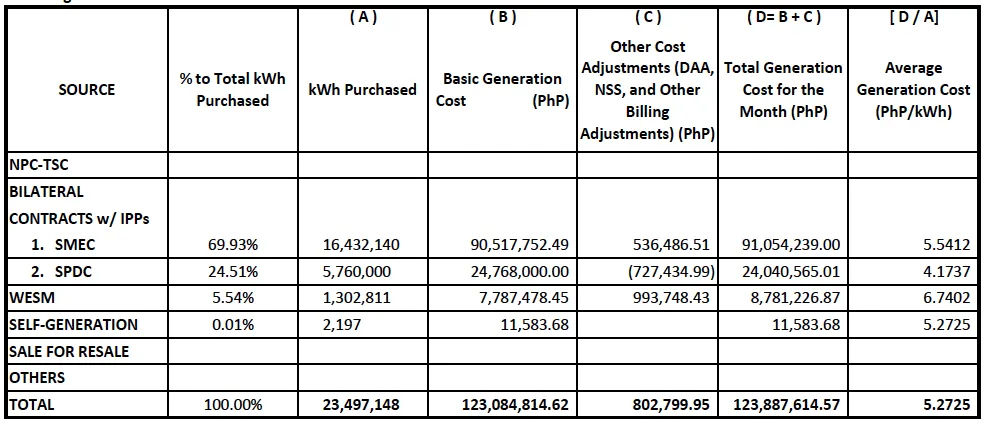 ( A ) ( B ) ( C ) ( D= B + C ) [ D / A]
SOURCE % to Total kWh Purchased kWh Purchased Basic Generation Cost (PhP) Other Cost Adjustments (DAA, NSS, and Other Billing Adjustments) (PhP) Total Generation Cost for the Month (PhP) Average Generation Cost (PhP/kWh)
NPC-TSC
BILATERAL
CONTRACTS w/ IPPs
1. SMEC 69.93% 16,432,140 90,517,752.49 536,486.51 91,054,239.00 5.5412
2. SPDC 24.51% 5,760,000 24,768,000.00 (727,434.99) 24,040,565.01 4.1737
WESM 5.54% 1,302,811 7,787,478.45 993,748.43 8,781,226.87 6.7402
SELF-GENERATION 0.01% 2,197 11,583.68 11,583.68 5.2725
SALE FOR RESALE
OTHERS
TOTAL 100.00% 23,497,148 123,084,814.62 802,799.95 123,887,614.57 5.2725